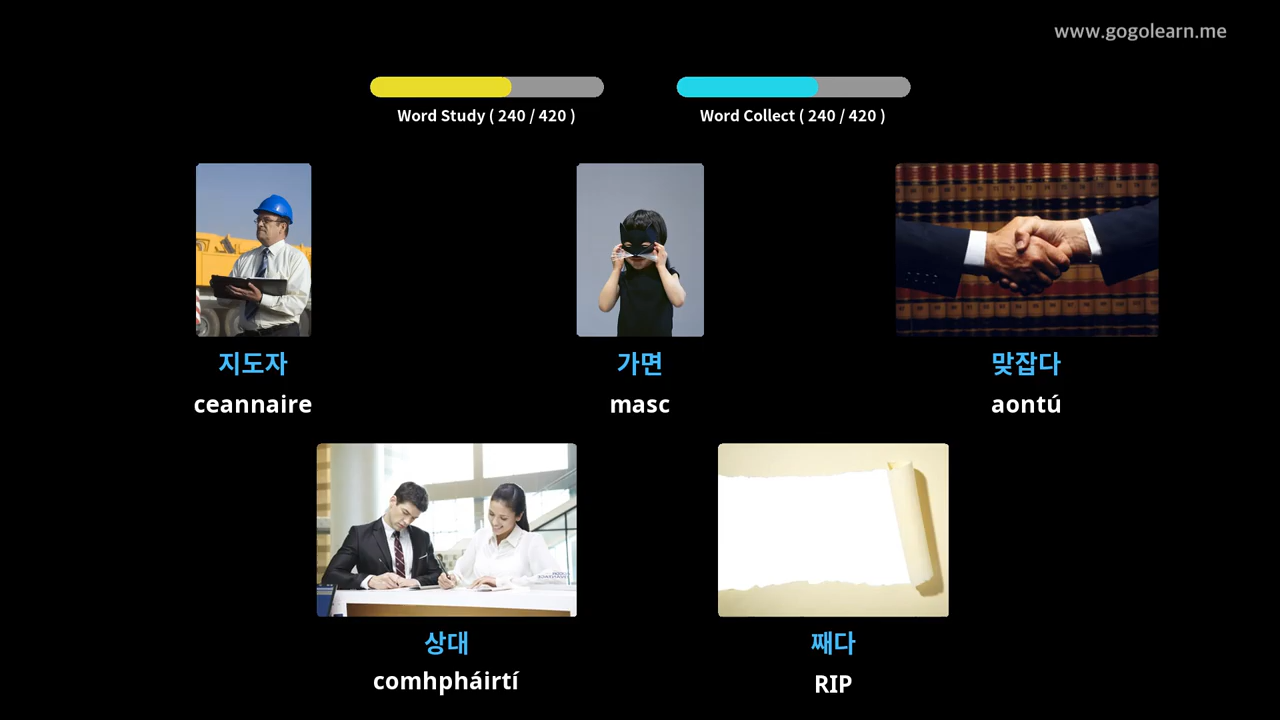 www.gogolearn.me
Word Study ( 240 / 420 )
Word Collect ( 240 / 420 )
지도자
ceannaire
가면
masc
맞잡다
aontú
상대
comhpháirtí
째다
RIP